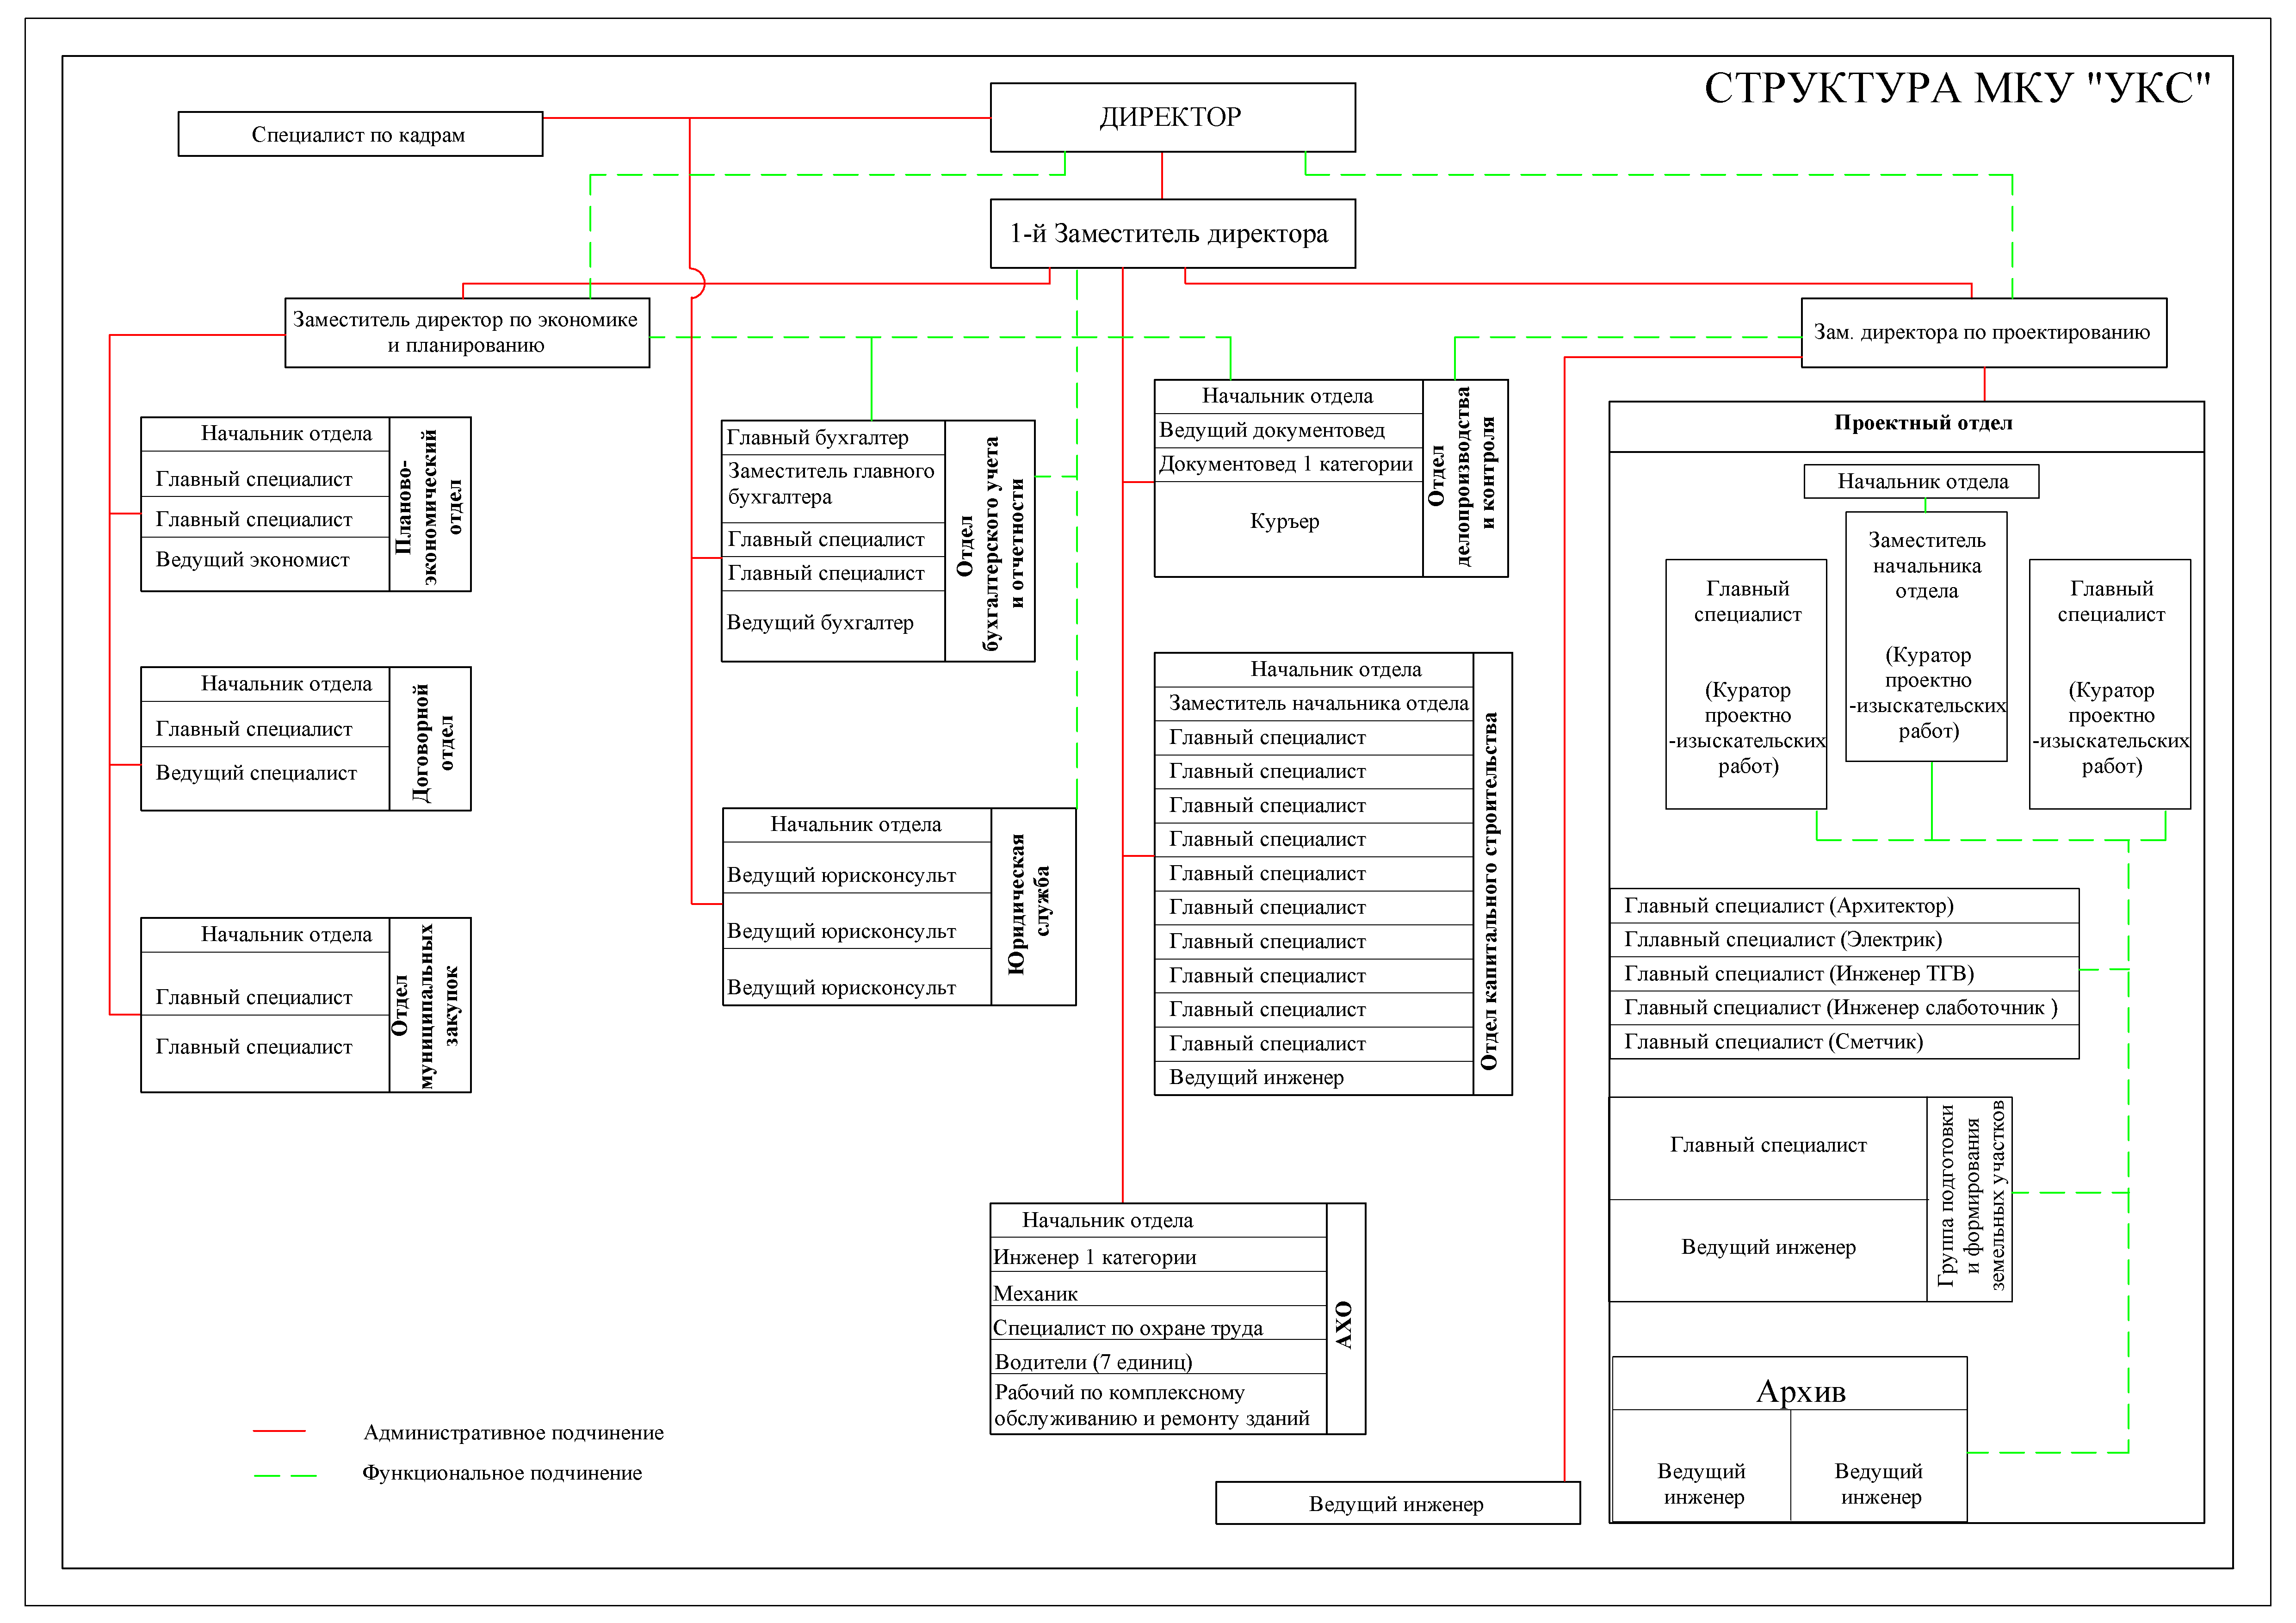 СТРУКТУРА МКУ "УКС"
ДИРЕКТОР
Специалист по кадрам
1-й Заместитель директора
Заместитель директор по экономике
и планированию
Зам. директора по проектированию
Начальник отдела
Главный специалист
Главный специалист
Ведущий экономист
Планово-
экономический
отдел
Начальник отдела
Главный специалист
Ведущий специалист
Договорной
отдел
Начальник отдела
Главный специалист
Главный специалист
Отдел
муниципальных
закупок
Главный бухгалтер
Заместитель главного
бухгалтера
Главный специалист
Главный специалист
Ведущий бухгалтер
Отдел
бухгалтерского учета
и отчетности
Начальник отдела
Ведущий юрисконсульт
Ведущий юрисконсульт
Ведущий юрисконсульт
Юридическая
служба
Начальник отдела
Ведущий документовед
Документовед 1 категории
Куръер
Отдел
делопроизводства
и контроля
Начальник отдела
Заместитель начальника отдела
Главный специалист
Главный специалист
Главный специалист
Главный специалист
Главный специалист
Главный специалист
Главный специалист
Главный специалист
Главный специалист
Главный специалист
Ведущий инженер
Отдел капитального строительства
Начальник отдела
Инженер 1 категории
Механик
Специалист по охране труда
Водители (7 единиц)
Рабочий по комплексному
обслуживанию и ремонту зданий
АХО
Ведущий инженер
Проектный отдел
Начальник отдела
Заместитель
начальника
отдела
(Куратор
проектно
-изыскательских
работ)
Главный
специалист
(Куратор
проектно
-изыскательских
работ)
Главный
специалист
(Куратор
проектно
-изыскательских
работ)
Главный специалист (Архитектор)
Гллавный специалист (Электрик)
Главный специалист (Инженер ТГВ)
Главный специалист (Инженер слаботочник )
Главный специалист (Сметчик)
Главный специалист
Ведущий инженер
Группа подготовки
и формирования
земельных участков
Архив
Ведущий
инженер
Ведущий
инженер
Административное подчинение
Функциональное подчинение